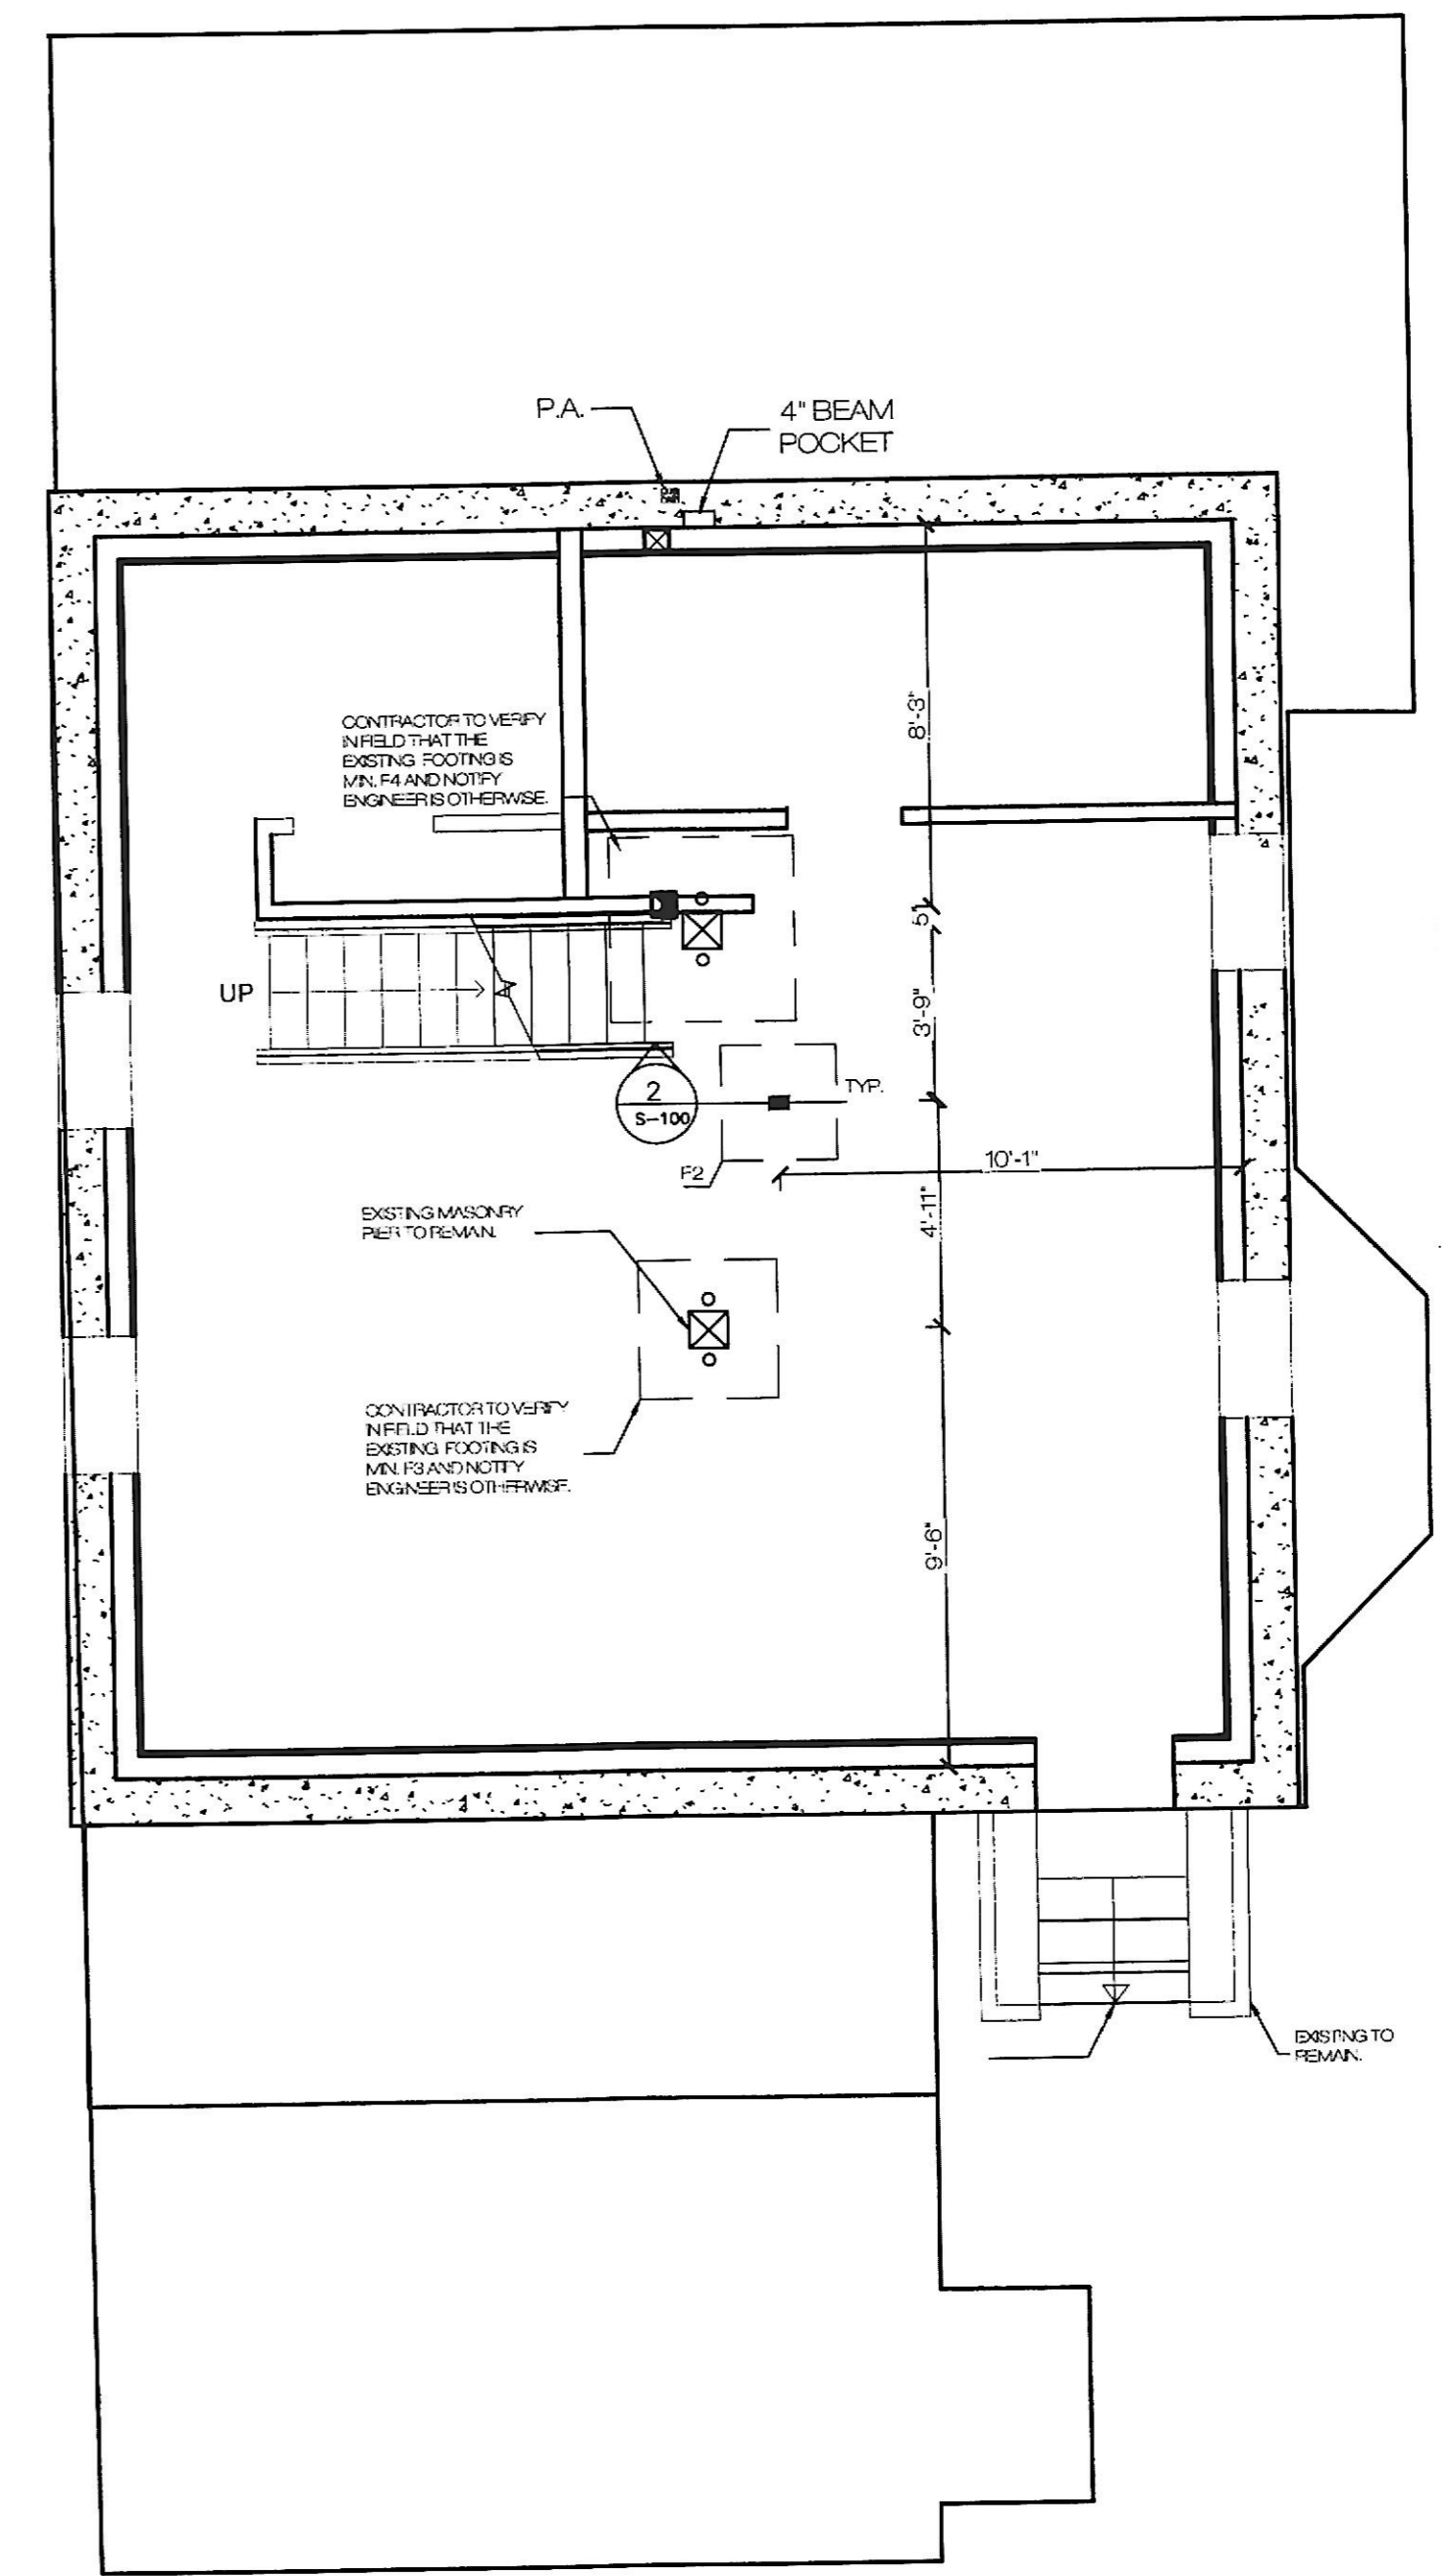 P.A.
4" BEAM
POCKET
8'-3"
CONTRACTOR TO VERIFY
IN FIELD THAT THE
EXISTING FOOTING IS
MIN. F4 AND NOTIFY
ENGINEER IS OTHERWISE.
5"
UP
A
3'-9"
2
S-100
TYP.
F2
10'-1"
4'-11"
EXISTING MASONRY
PIER TO REMAIN.
CONTRACTOR TO VERIFY
IN FIELD THAT THE
EXISTING FOOTING IS
MIN. F3 AND NOTIFY
ENGINEER IS OTHERWISE.
9'-6"
EXISTING TO
REMAIN.